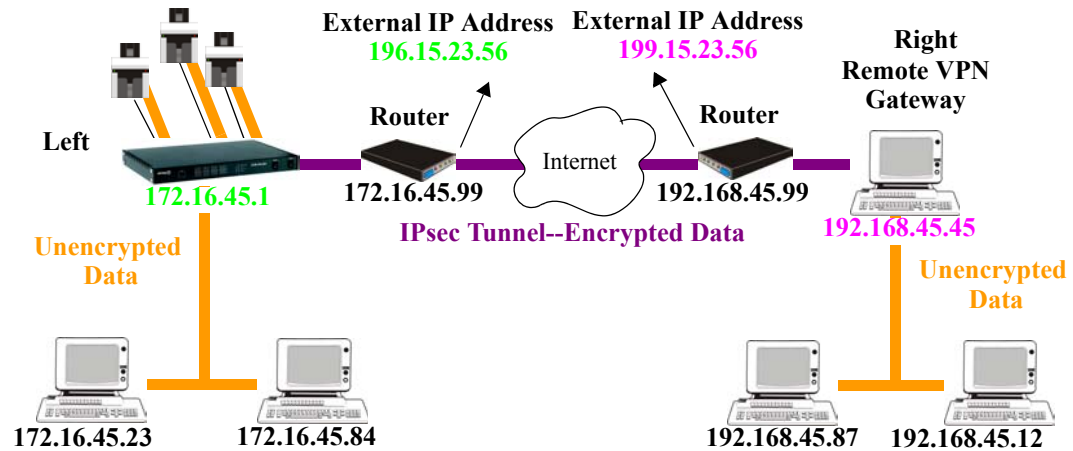 External IP Address
196.15.23.56
External IP Address
199.15.23.56
Right
Remote VPN
Gateway
Left
Router
Router
Internet
172.16.45.1
172.16.45.99
192.168.45.99
192.168.45.45
IPsec Tunnel--Encrypted Data
Unencrypted
Data
Unencrypted
Data
172.16.45.23
172.16.45.84
192.168.45.87
192.168.45.12